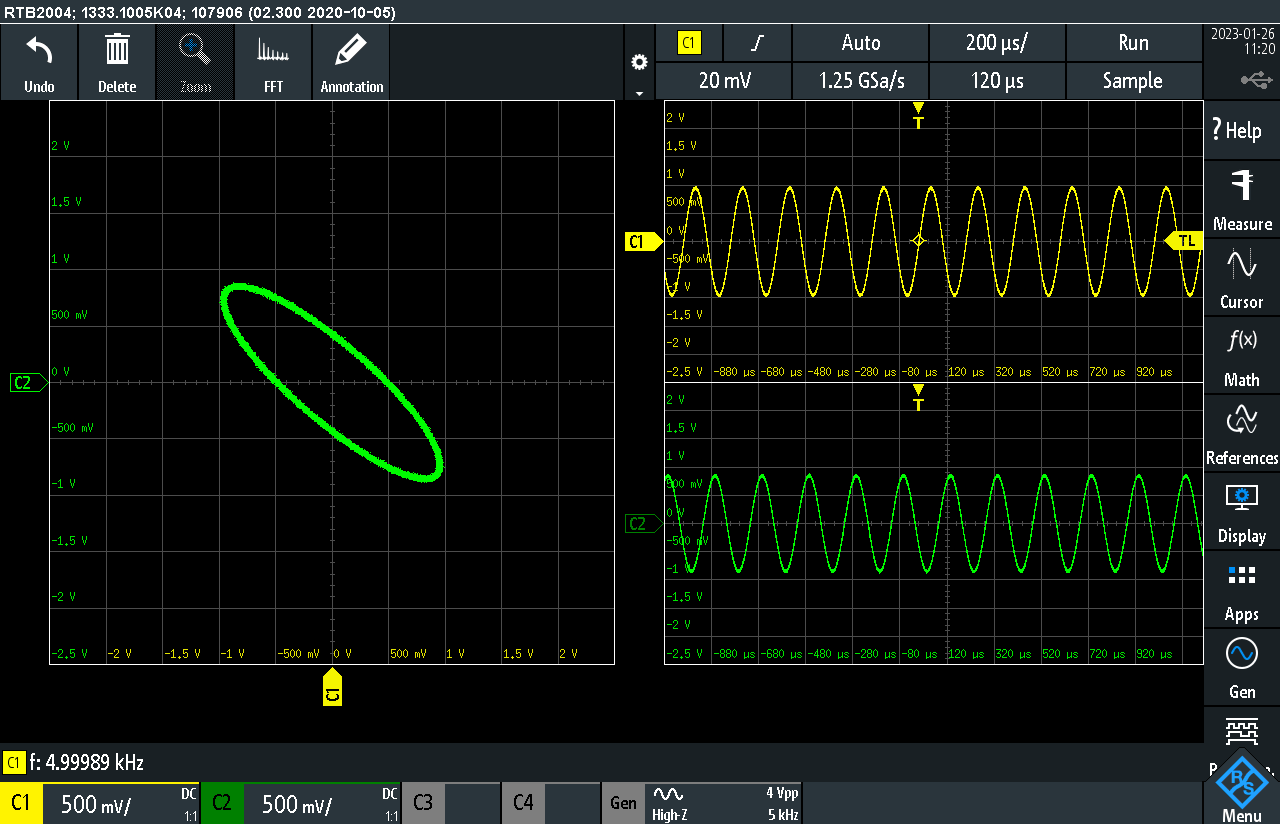 RTB2004; 1333.1005K04; 107906 (02.300 2020-10-05)
Undo
Delete
Zoom
FFT
Annotation
C1
Auto
200 µs/
Run
20 mV
1.25 GSa/s
120 µs
Sample
2023-01-26
11:20
? Help
Measure
Cursor
f(x)
Math
References
Display
Apps
Gen
Menu
2 V
1.5 V
1 V
500 mV
0 V
-500 mV
-1 V
-1.5 V
-2 V
-2.5 V -2 V -1.5 V -1 V -500 mV 0 V 500 mV 1 V 1.5 V 2 V
C2
C1
T
2 V
1.5 V
1 V
500 mV
0 V
-500 mV
-1 V
-1.5 V
-2 V
-2.5 V -880 µs -680 µs -480 µs -280 µs -80 µs 120 µs 320 µs 520 µs 720 µs 920 µs
C1
TL
T
2 V
1.5 V
1 V
500 mV
0 V
-500 mV
-1 V
-1.5 V
-2 V
-2.5 V -880 µs -680 µs -480 µs -280 µs -80 µs 120 µs 320 µs 520 µs 720 µs 920 µs
C2
C1 f: 4.99989 kHz
C1 500 mV/ DC 1:1
C2 500 mV/ DC 1:1
C3
C4
Gen
High-Z
4 Vpp
5 kHz
R&S